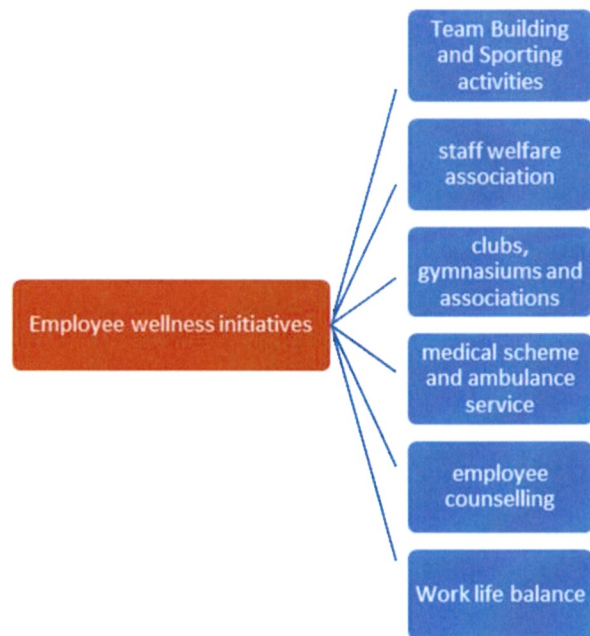 Team Building
and Sporting
activities
staff welfare
association
clubs,
gymnasiums and
associations
Employee wellness initiatives
medical scheme
and ambulance
service
employee
counselling
Work life balance